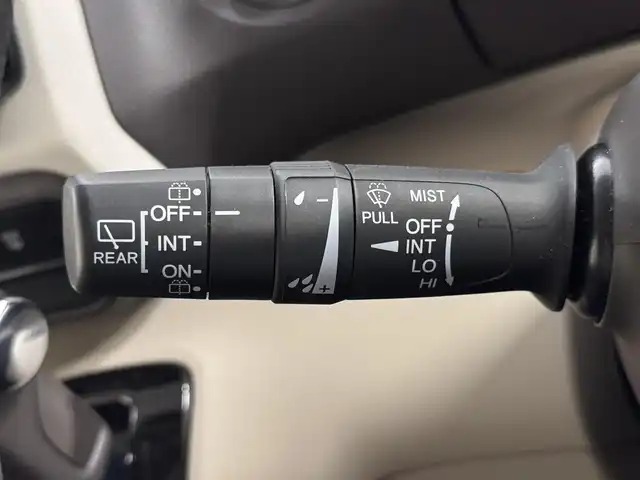 REAR
OFF
INT
ON
−
+
PULL
MIST
OFF
INT
LO
HI